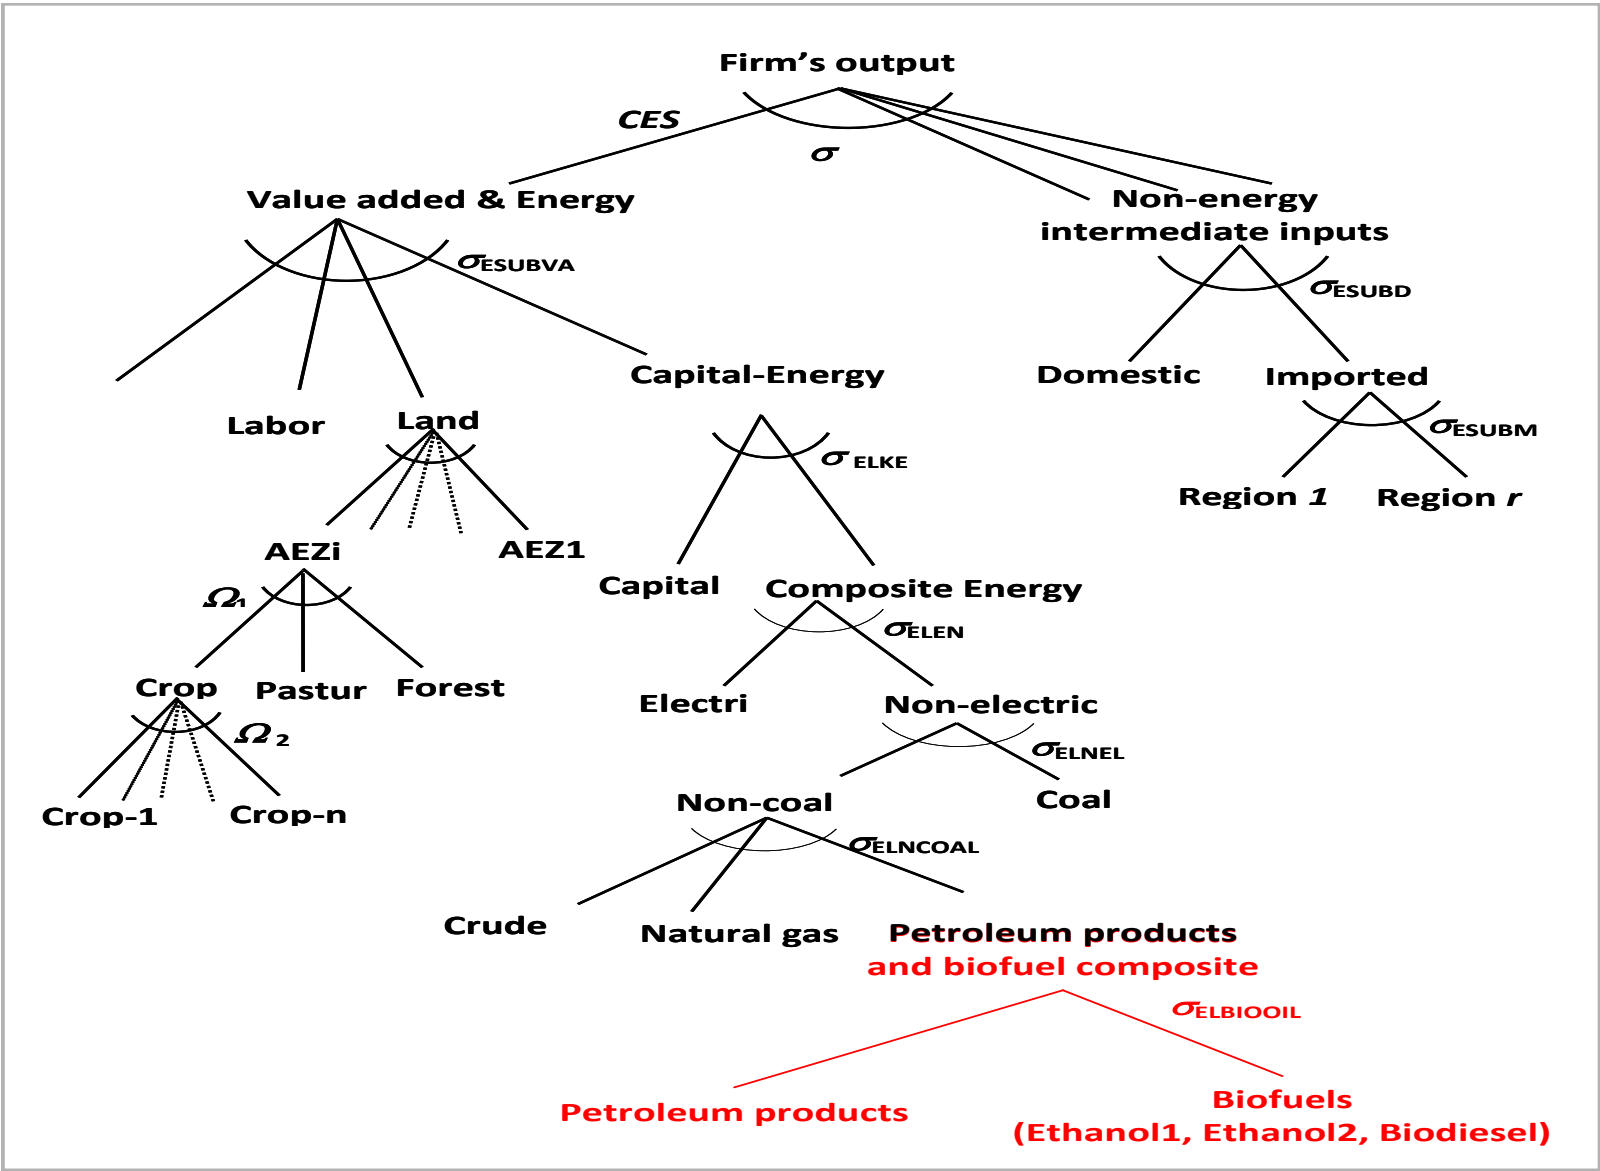 Firm’s output
CES
σ
Value added & Energy
Non-energy
intermediate inputs
σESUBVA
σESUBD
Labor
Land
Capital-Energy
Domestic
Imported
σ ELKE
σESUBM
Region 1
Region r
AEZi
AEZ1
Capital
Composite Energy
Ω1
σELEN
Crop
Pastur
Forest
Electri
Non-electric
Ω 2
σELNEL
Crop-1
Crop-n
Non-coal
Coal
σELNCOAL
Crude
Natural gas
Petroleum products
and biofuel composite
σELBIOOIL
Petroleum products
Biofuels
(Ethanol1, Ethanol2, Biodiesel)